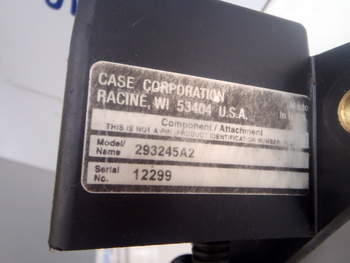 CASE CORPORATION
RACINE, WI 53404 U.S.A.
Component / Attachment
THIS IS NOT A PIN, PRODUCT IDENTIFICATION NUMBER
Model/
Name 293245A2
Serial
No. 12299